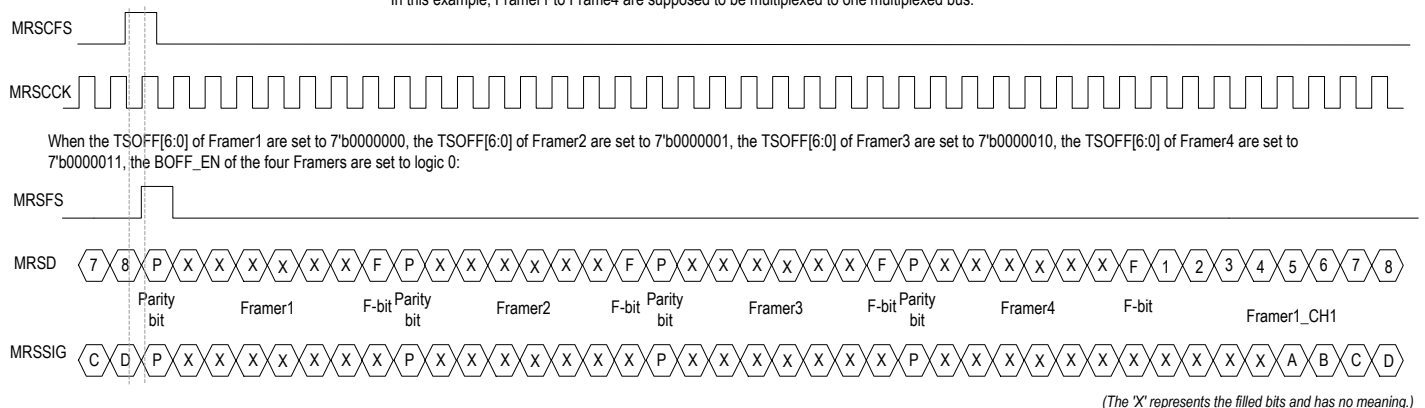 In this example, Framer1 to Frame4 are supposed to be multiplexed to one multiplexed bus.
MRSCFS
MRSCCK
When the TSOFF[6:0] of Framer1 are set to 7'b0000000, the TSOFF[6:0] of Framer2 are set to 7'b0000001, the TSOFF[6:0] of Framer3 are set to 7'b0000010, the TSOFF[6:0] of Framer4 are set to
7'b0000011, the BOFF_EN of the four Framers are set to logic 0:
MRSFS
MRSD 7 8 P X X X X X X F P X X X X X X F P X X X X X X F P X X X X X X F 1 2 3 4 5 6 7 8
Parity bit Framer1 F-bit Parity bit Framer2 F-bit Parity bit Framer3 F-bit Parity bit Framer4 F-bit Framer1_CH1
MRSSIG C D P X X X X X X X P X X X X X X X P X X X X X X X P X X X X X X X X X X X A B C D
(The 'X' represents the filled bits and has no meaning.)